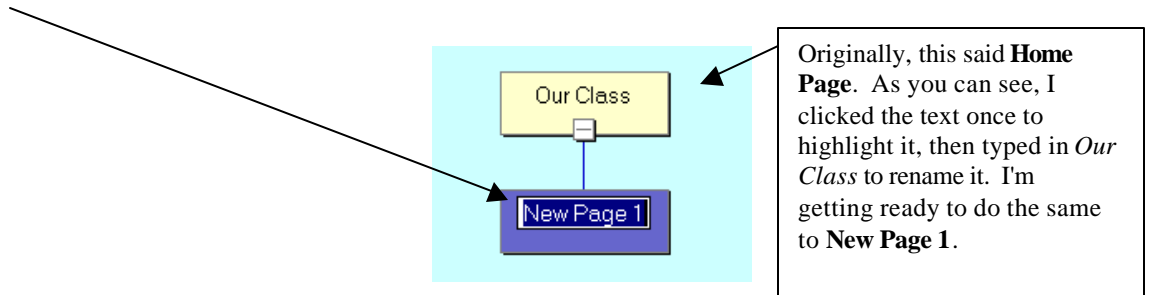 Our Class
New Page 1
Originally, this said Home
Page. As you can see, I
clicked the text once to
highlight it, then typed in Our
Class to rename it. I'm
getting ready to do the same
to New Page 1.